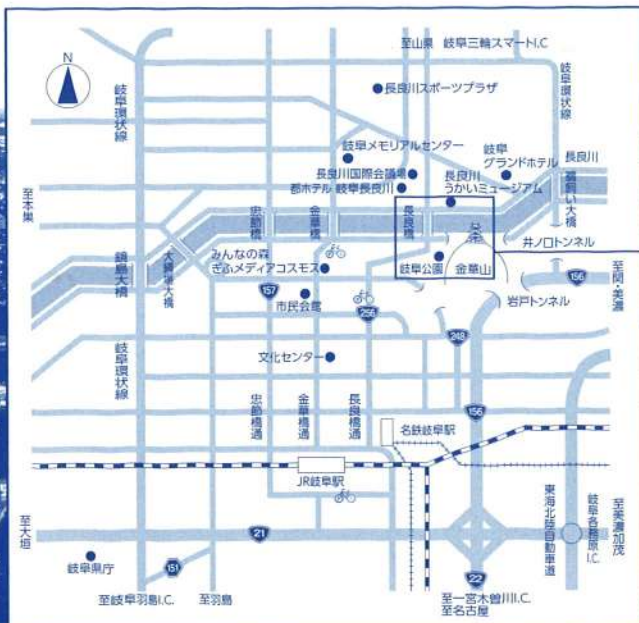 至山県 岐阜三輪スマートI.C
N
岐阜環状線
長良川スポーツプラザ
岐阜環状線
岐阜メモリアルセンター
岐阜
グランドホテル
長良川
長良川国際会議場
都ホテル 岐阜長良川
長良川
うかいミュージアム
鵜飼い大橋
至本巣
忠節橋
金華橋
長良橋
井ノ口トンネル
鏡島大橋
大縄場大橋
みんなの森
ぎふメディアコスモス
岐阜公園
金華山
156
至関・美濃
157
市民会館
256
岩戸トンネル
248
岐阜環状線
文化センター
忠節橋通
金華橋通
長良橋通
156
名鉄岐阜駅
JR岐阜駅
至大垣
21
東海北陸自動車道
岐阜各務原I.C.
至美濃加茂
岐阜県庁
151
22
至岐阜羽島I.C.
至羽島
至一宮木曽川I.C.
至名古屋